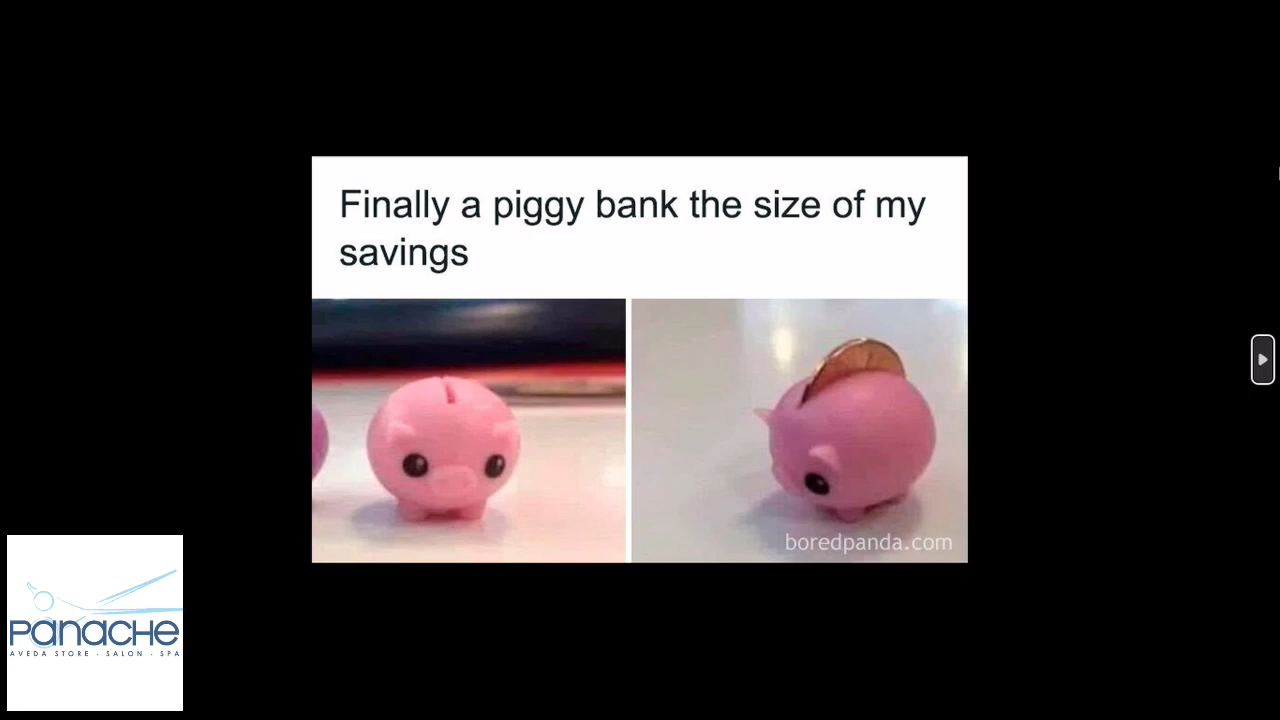 Finally a piggy bank the size of my
savings
boredpanda.com
PANACHE
AVEDA STORE · SALON · SPA